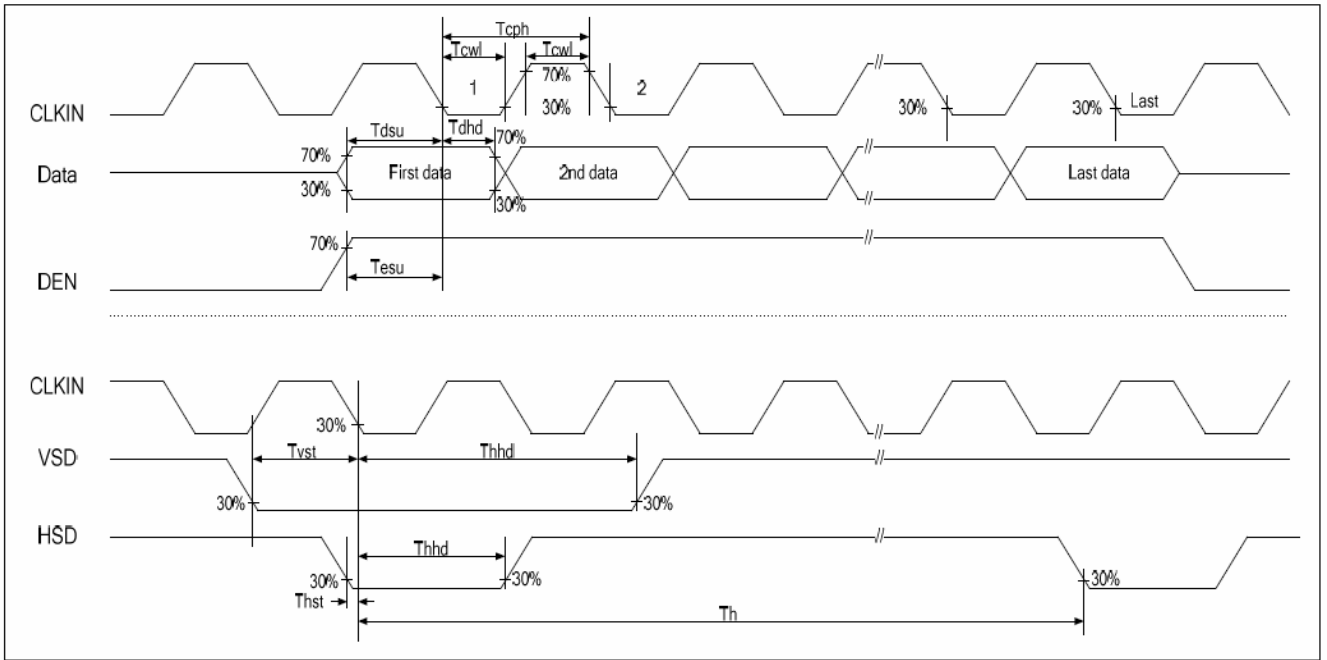 Tcph
Tcwl Tcwl
CLKIN 1 70% 30% 2 30% 30% Last
Tdsu Tdhd
Data 70% 30% First data 70% 30% 2nd data Last data
70%
DEN Tesu
CLKIN 30%
VSD Tvst Thhd
30% 30%
HSD Thhd
30% 30% 30%
Thst
Th